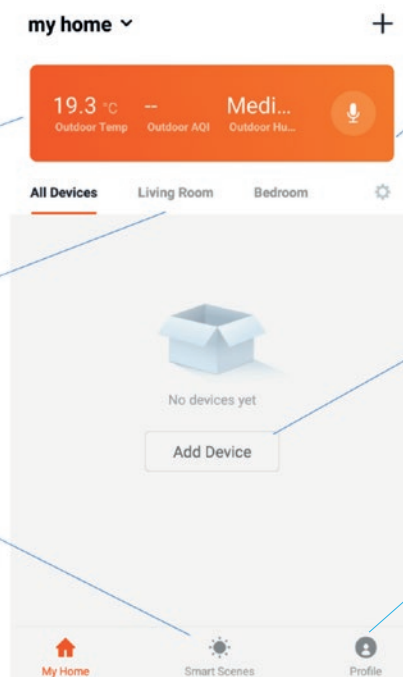 my home
19.3 °C -- Medi...
Outdoor Temp Outdoor AQI Outdoor Hu...
All Devices Living Room Bedroom
No devices yet
Add Device
My Home Smart Scenes Profile